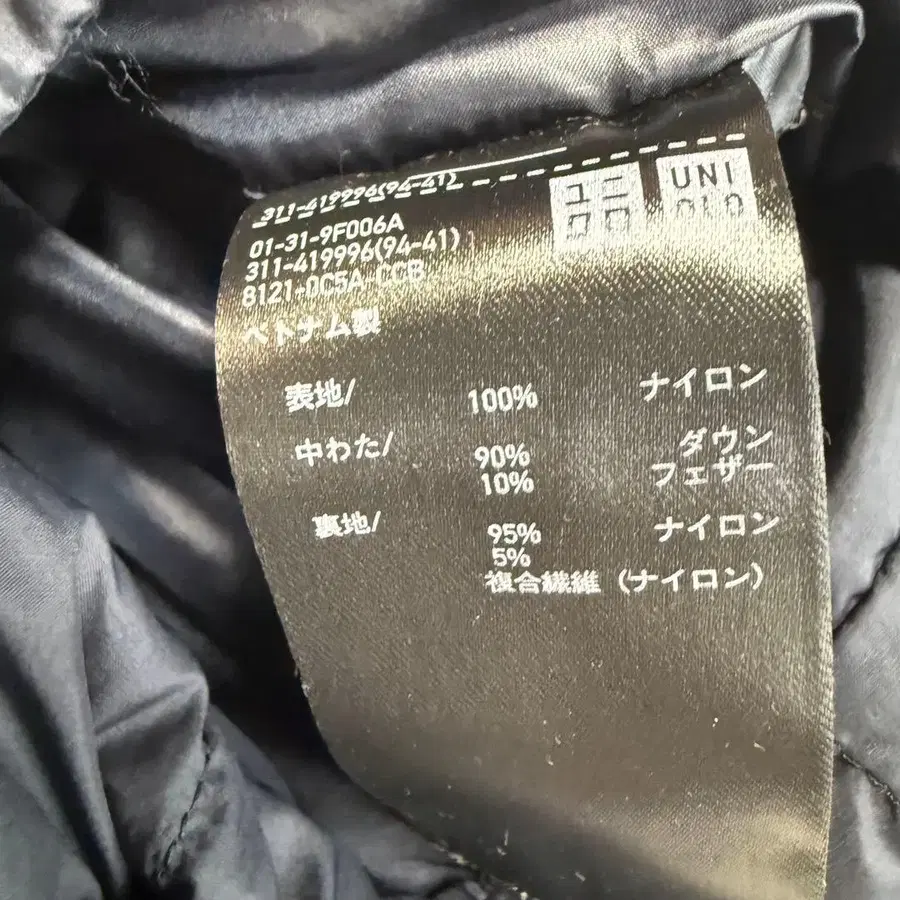 311-419996(94-41)
ユニ
クロ
UNI
QLO
01-31-9F006A
311-419996(94-41)
8121-0C5A-CCB
ベトナム製
表地/ 100% ナイロン
中わた/ 90% ダウン
10% フェザー
裏地/ 95% ナイロン
5%
複合繊維 (ナイロン)